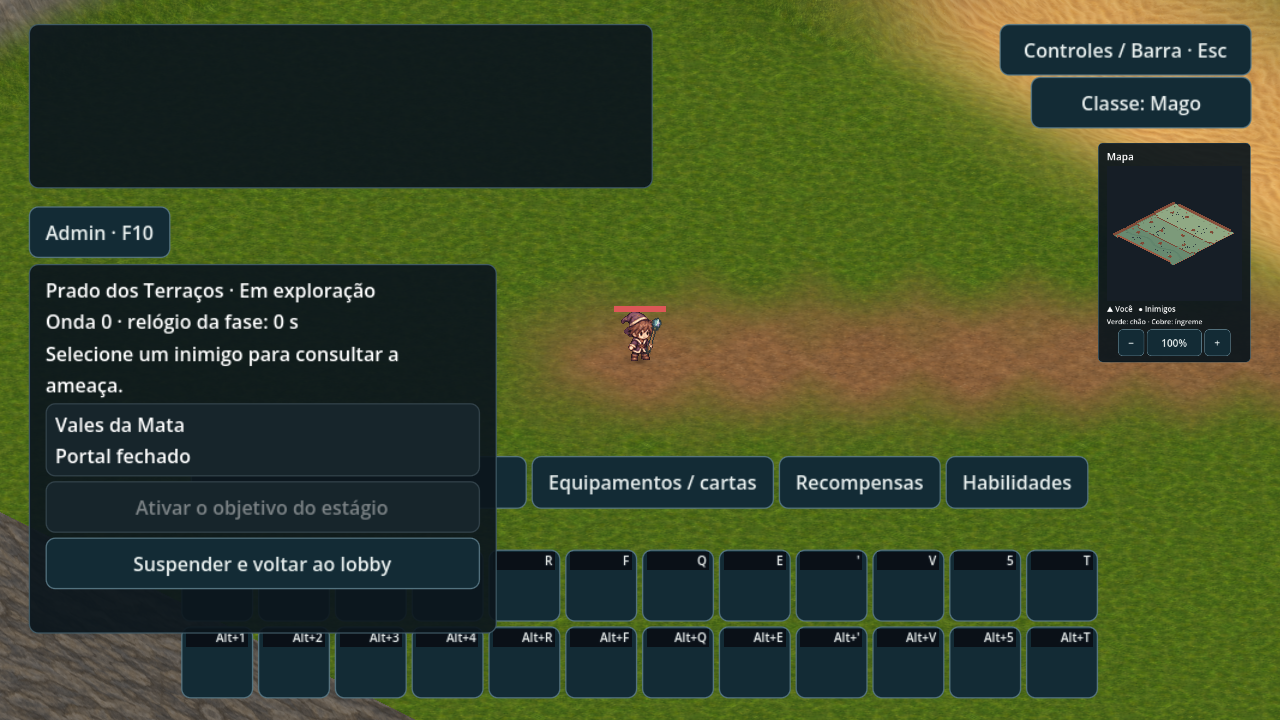 Controles / Barra · Esc
Classe: Mago
Mapa
Admin · F10
Prado dos Terraços · Em exploração
Onda 0 · relógio da fase: 0 s
Selecione um inimigo para consultar a
ameaça.
Vales da Mata
Portal fechado
Ativar o objetivo do estágio
Suspender e voltar ao lobby
▲ Você ● Inimigos
Verde: chão · Cobre: íngreme
− 100% +
Equipamentos / cartas Recompensas Habilidades
R F Q E ' V 5 T
Alt+1 Alt+2 Alt+3 Alt+4 Alt+R Alt+F Alt+Q Alt+E Alt+' Alt+V Alt+5 Alt+T